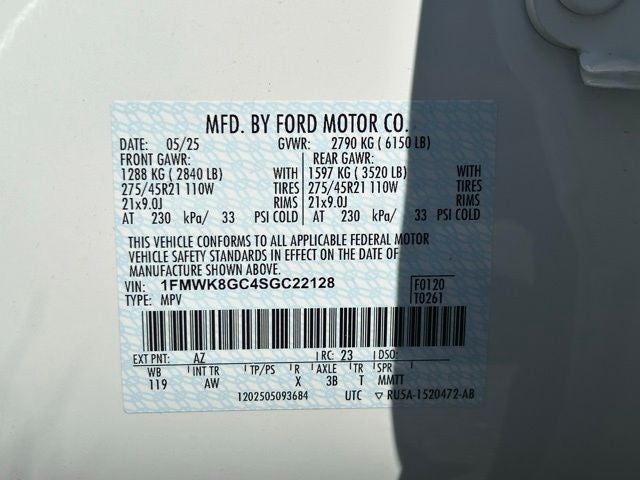 MFD. BY FORD MOTOR CO.
DATE: 05/25 GVWR: 2790 KG ( 6150 LB)
FRONT GAWR: REAR GAWR:
1288 KG ( 2840 LB) WITH 1597 KG ( 3520 LB) WITH
275/45R21 110W TIRES 275/45R21 110W TIRES
21x9.0J RIMS 21x9.0J RIMS
AT 230 kPa/ 33 PSI COLD AT 230 kPa/ 33 PSI COLD
THIS VEHICLE CONFORMS TO ALL APPLICABLE FEDERAL MOTOR
VEHICLE SAFETY STANDARDS IN EFFECT ON THE DATE OF
MANUFACTURE SHOWN ABOVE.
VIN: 1FMWK8GC4SGC22128 F0120
TYPE: MPV T0261
EXT PNT: AZ RC: 23 DSO:
WB INT TR TP/PS R AXLE TR SPR
119 AW X 3B T MMTT
1202505093684 UTC ▽ RU5A-1520472-AB